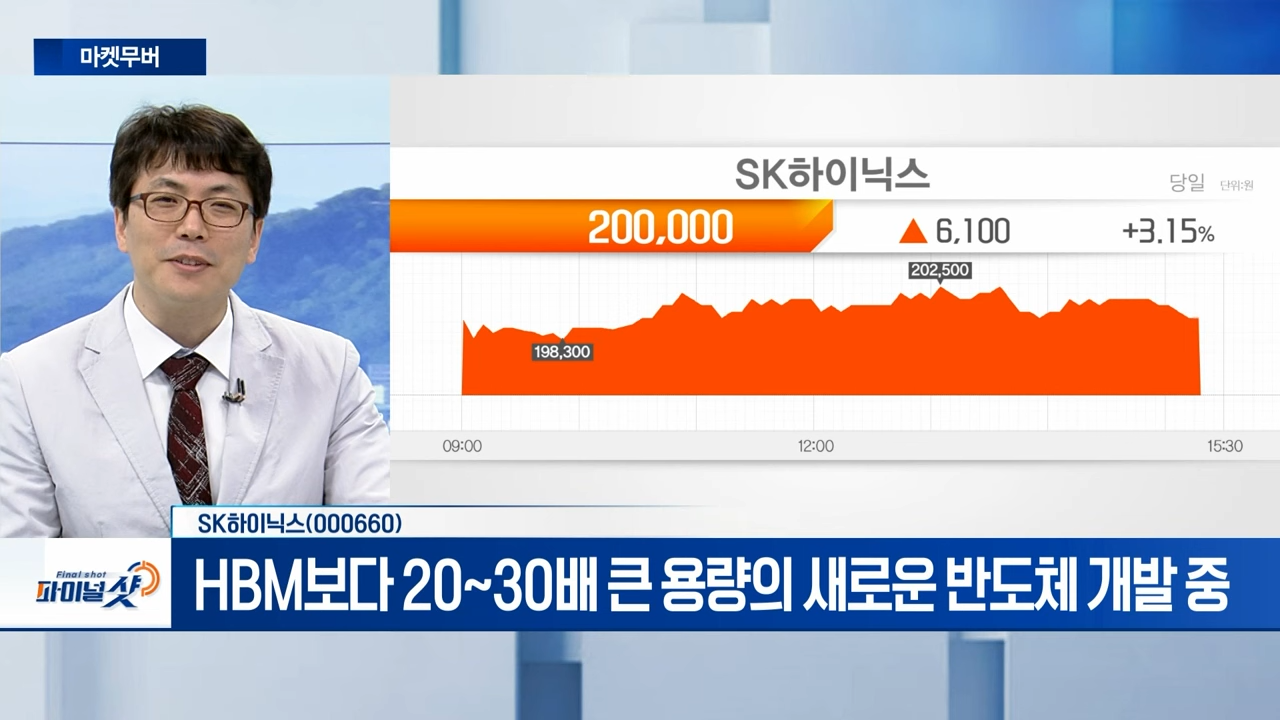 마켓무버
SK하이닉스
당일 단위:원
200,000 ▲ 6,100 +3.15%
202,500
198,300
09:00 12:00 15:30
SK하이닉스(000660)
Final shot
파이널샷
HBM보다 20~30배 큰 용량의 새로운 반도체 개발 중